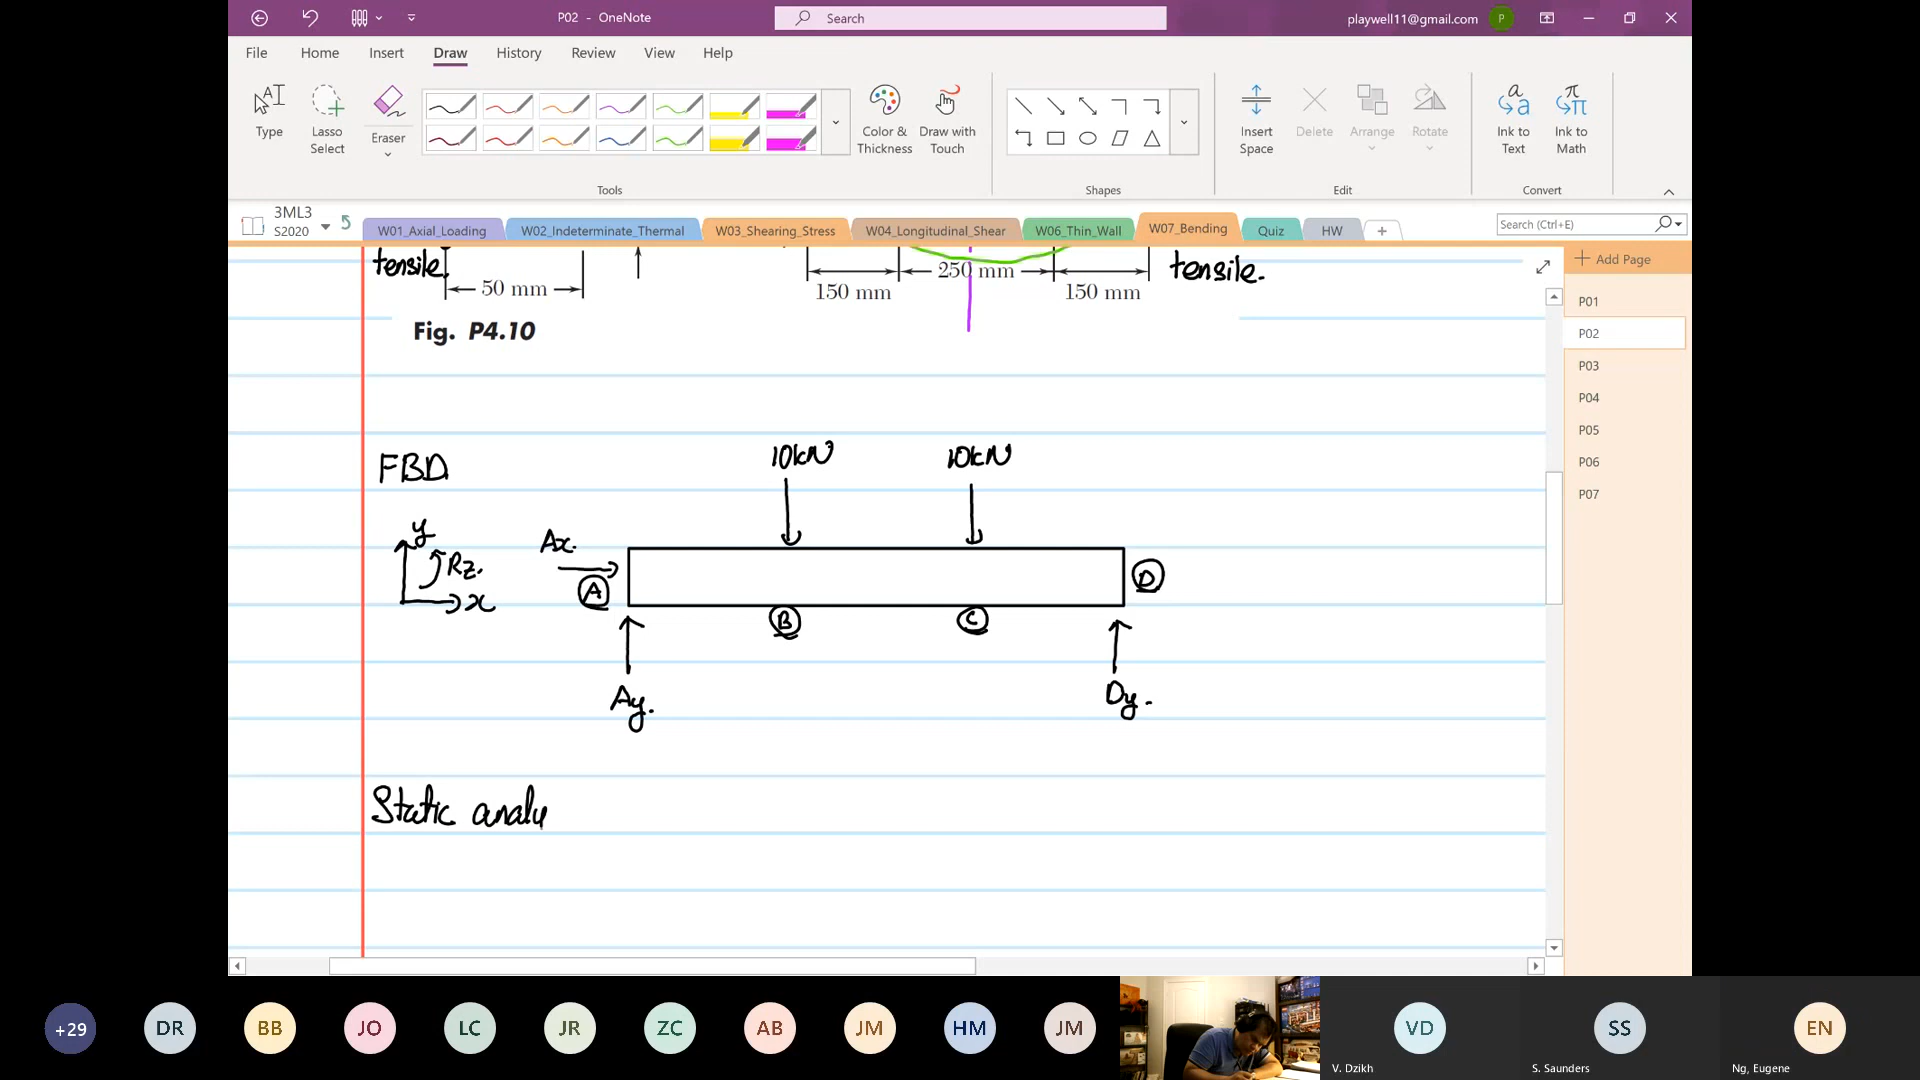 P02 - OneNote
Search
playwell11@gmail.com
P
File Home Insert Draw History Review View Help
Type
Lasso Select
Eraser
Color & Thickness
Draw with Touch
Insert Space
Delete
Arrange
Rotate
Ink to Text
Ink to Math
Tools
Shapes
Edit
Convert
3ML3 S2020
W01_Axial_Loading
W02_Indeterminate_Thermal
W03_Shearing_Stress
W04_Longitudinal_Shear
W06_Thin_Wall
W07_Bending
Quiz
HW
Search (Ctrl+E)
Add Page
P01
P02
P03
P04
P05
P06
P07
tensile.
50 mm
150 mm
250 mm
150 mm
tensile.
Fig. P4.10
FBD
10kN
10kN
y
Rz.
x
Ax.
A
B
C
D
Ay.
Dy.
Static analy
+29
DR
BB
JO
LC
JR
ZC
AB
JM
HM
JM
VD
V. Dzikh
SS
S. Saunders
EN
Ng, Eugene